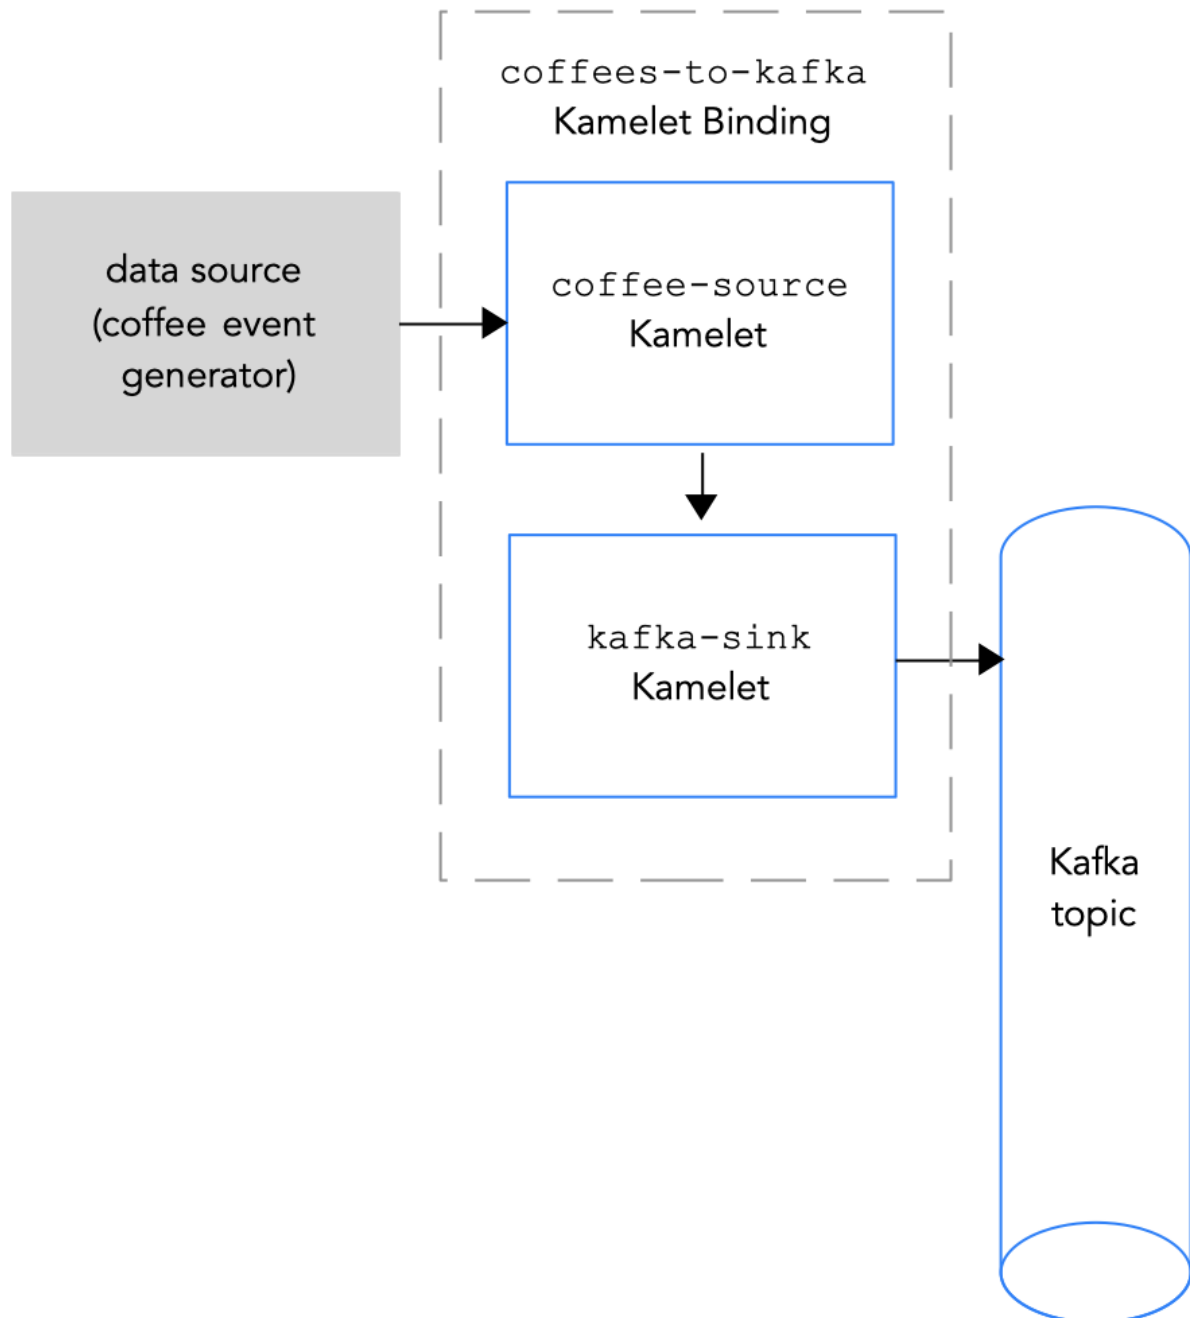 coffees-to-kafka
Kamelet Binding
data source
(coffee event
generator)
coffee-source
Kamelet
kafka-sink
Kamelet
Kafka
topic